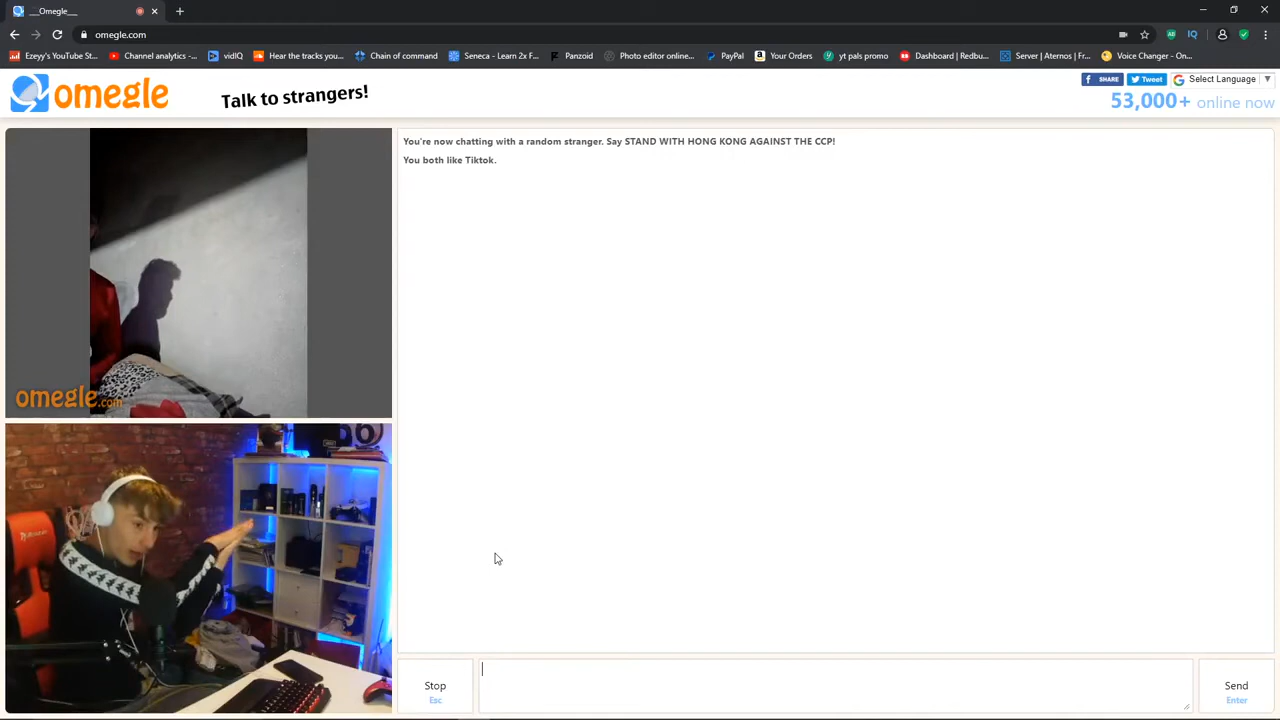 __Omegle__
omegle.com
Ezeyy's YouTube St...
Channel analytics -...
vidIQ
Hear the tracks you...
Chain of command
Seneca - Learn 2x F...
Panzoid
Photo editor online...
PayPal
Your Orders
yt pals promo
Dashboard | Redbu...
Server | Aternos | Fr...
Voice Changer - On...
omegle
Talk to strangers!
SHARE
Tweet
Select Language
53,000+ online now
You're now chatting with a random stranger. Say STAND WITH HONG KONG AGAINST THE CCP!
You both like Tiktok.
omegle.com
Stop
Esc
Send
Enter